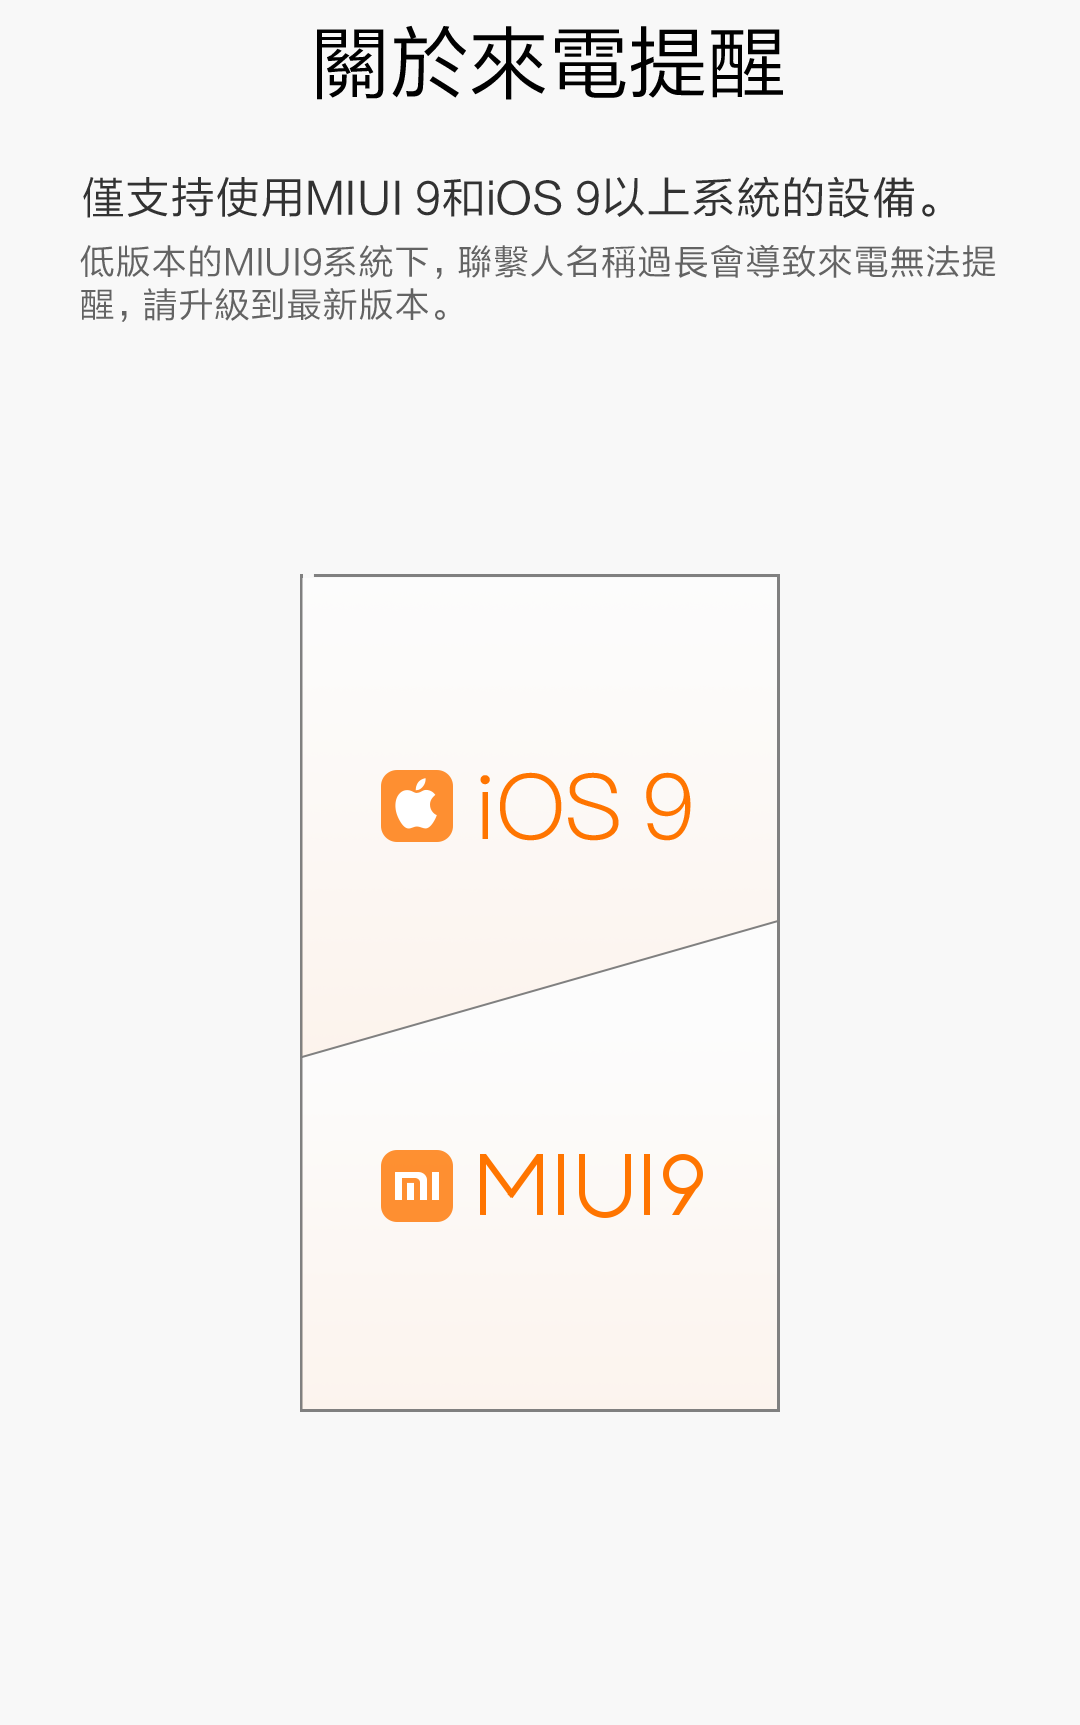 關於來電提醒
僅支持使用MIUI 9和iOS 9以上系統的設備。
低版本的MIUI9系統下，聯繫人名稱過長會導致來電無法提
醒，請升級到最新版本。
iOS 9
mi MIUI9